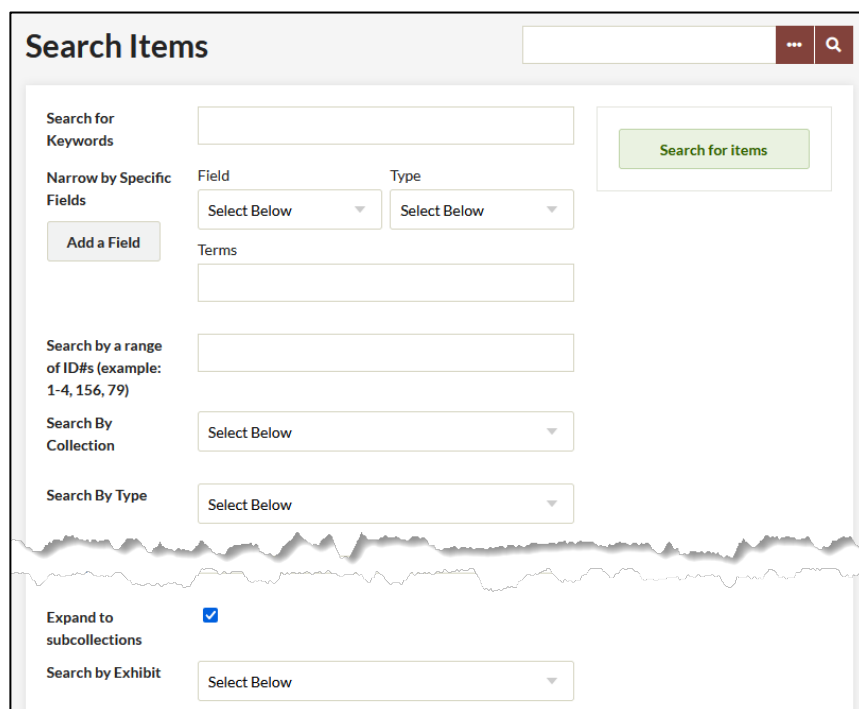 Search Items
...
Search for
Keywords
Search for items
Narrow by Specific
Fields
Field
Type
Select Below
Select Below
Add a Field
Terms
Search by a range
of ID#s (example:
1-4, 156, 79)
Search By
Collection
Select Below
Search By Type
Select Below
Expand to
subcollections
Search by Exhibit
Select Below